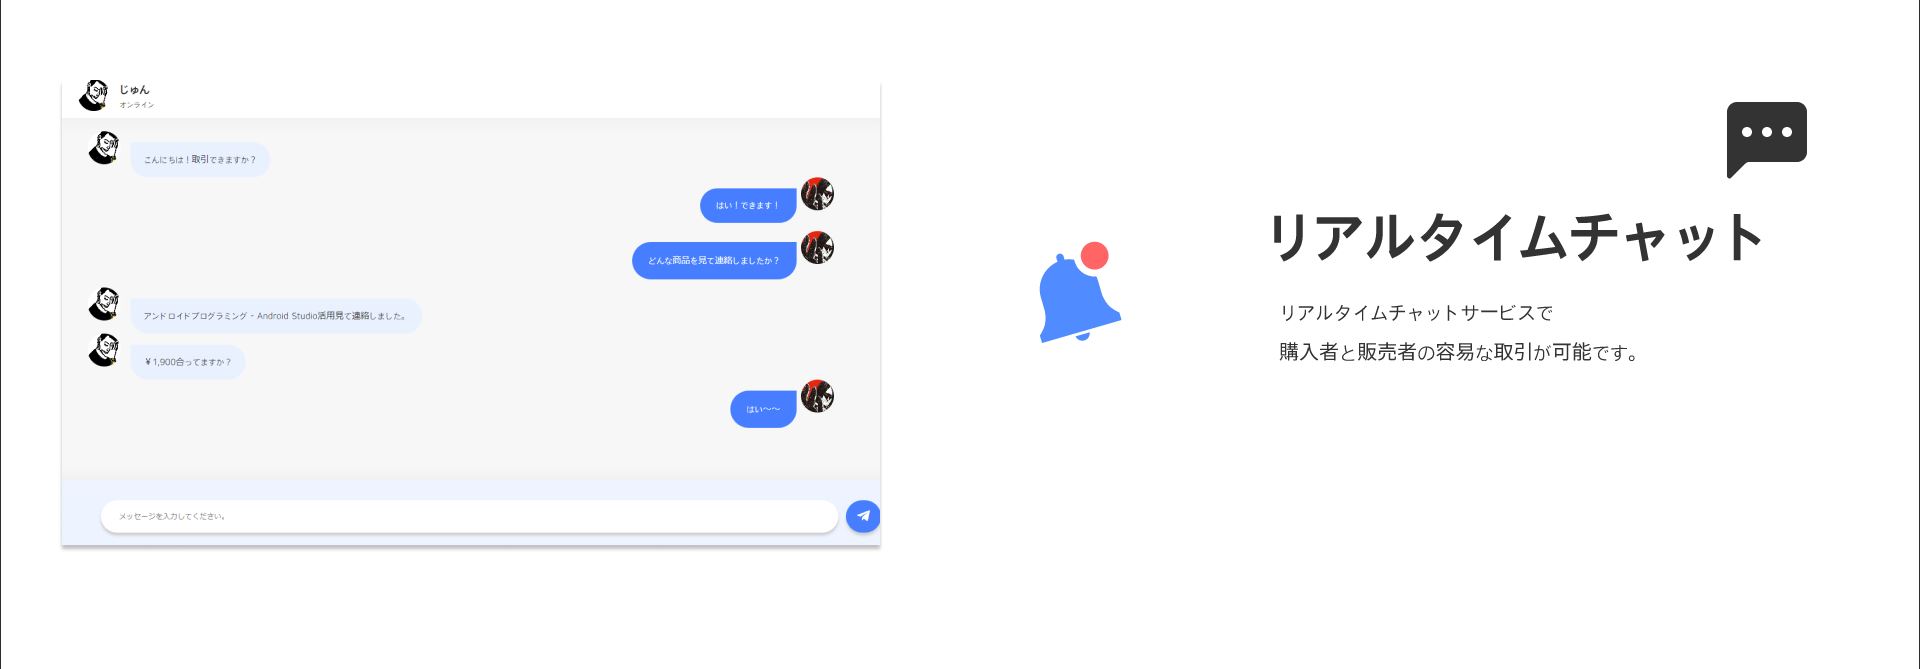 じゅん
オンライン
こんにちは！取引できますか？
はい！できます！
どんな商品を見て連絡しましたか？
アンドロイドプログラミング - Android Studio活用見て連絡しました。
￥1,900合ってますか？
はい〜〜
メッセージを入力してください。
リアルタイムチャット
リアルタイムチャットサービスで
購入者と販売者の容易な取引が可能です。